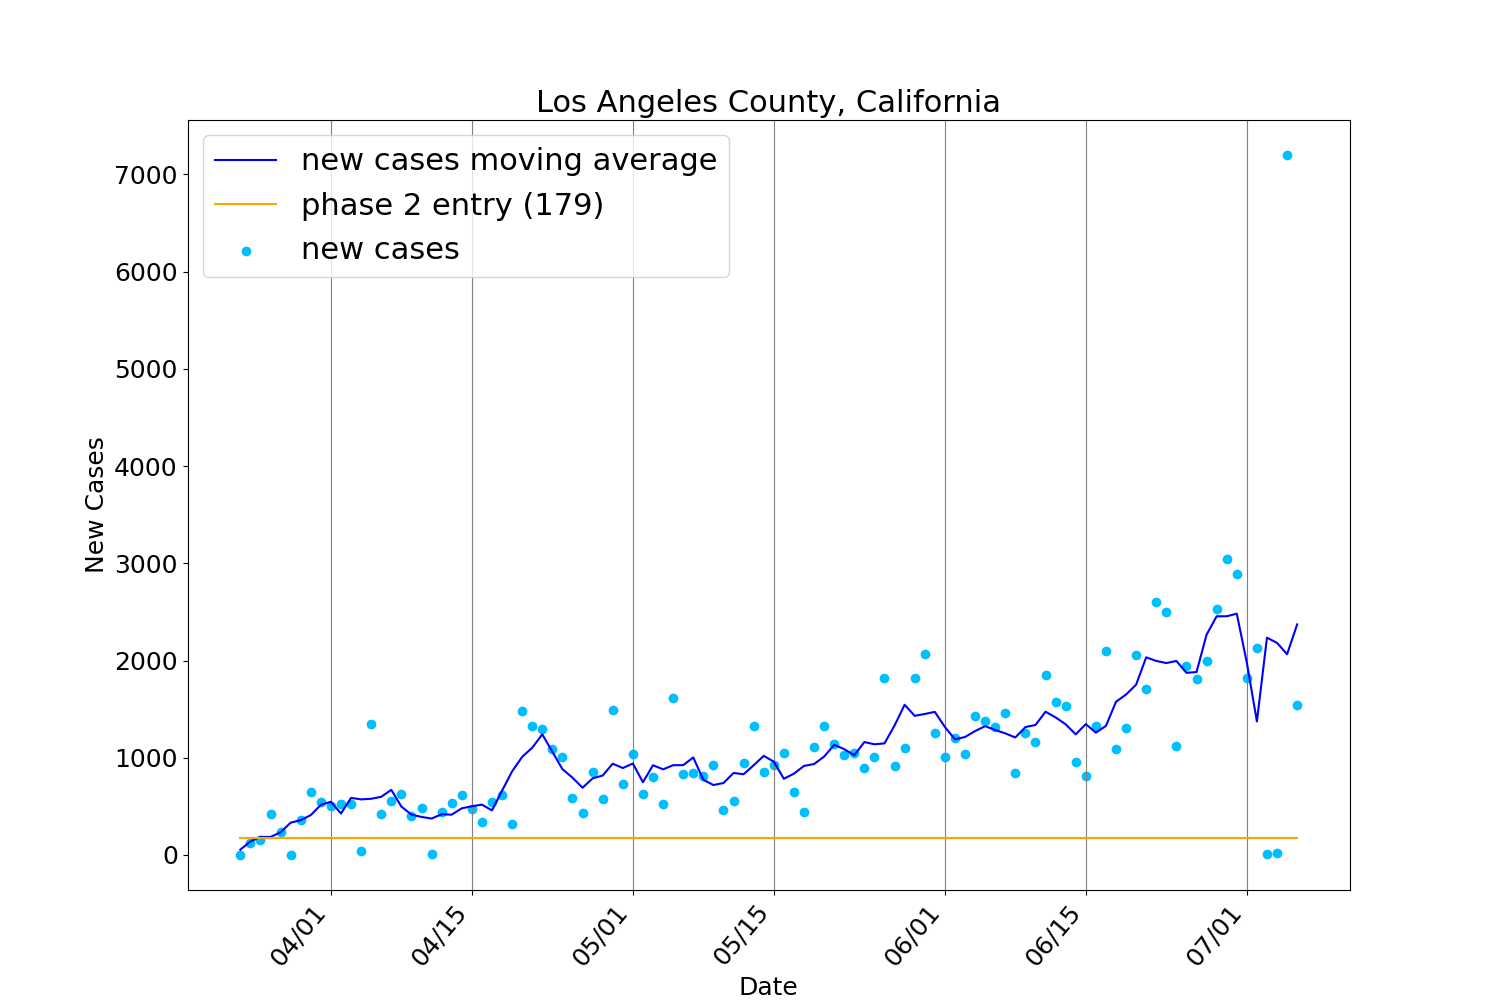 Los Angeles County, California
new cases moving average
phase 2 entry (179)
new cases
7000
6000
5000
4000
3000
2000
1000
0
New Cases
04/01
04/15
05/01
05/15
06/01
06/15
07/01
Date